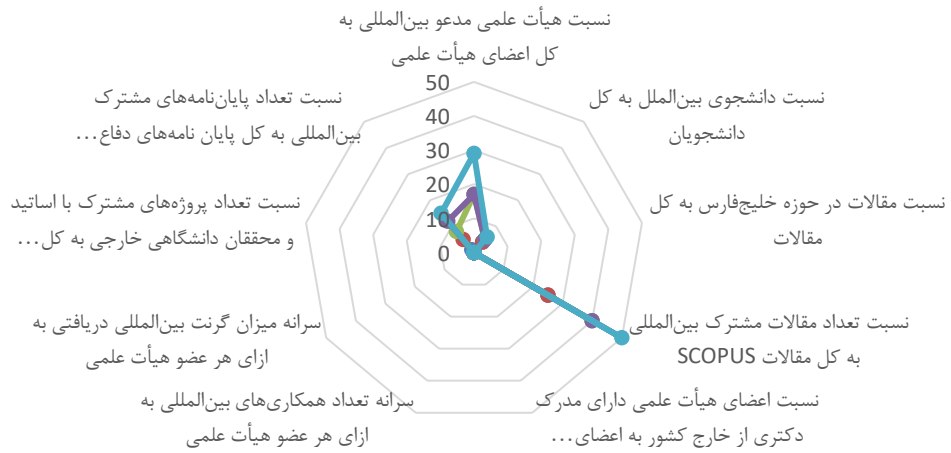 نسبت هیأت علمی مدعو بین‌المللی به
کل اعضای هیأت علمی
نسبت دانشجوی بین‌الملل به کل
دانشجویان
نسبت مقالات در حوزه خلیج‌فارس به کل
مقالات
نسبت تعداد مقالات مشترک بین‌المللی
به کل مقالات SCOPUS
نسبت اعضای هیأت علمی دارای مدرک
دکتری از خارج کشور به اعضای...
سرانه تعداد همکاری‌های بین‌المللی به
ازای هر عضو هیأت علمی
سرانه میزان گرنت بین‌المللی دریافتی به
ازای هر عضو هیأت علمی
نسبت تعداد پروژه‌های مشترک با اساتید
و محققان دانشگاهی خارجی به کل...
نسبت تعداد پایان‌نامه‌های مشترک
بین‌المللی به کل پایان نامه‌های دفاع...
50
40
30
20
10
0